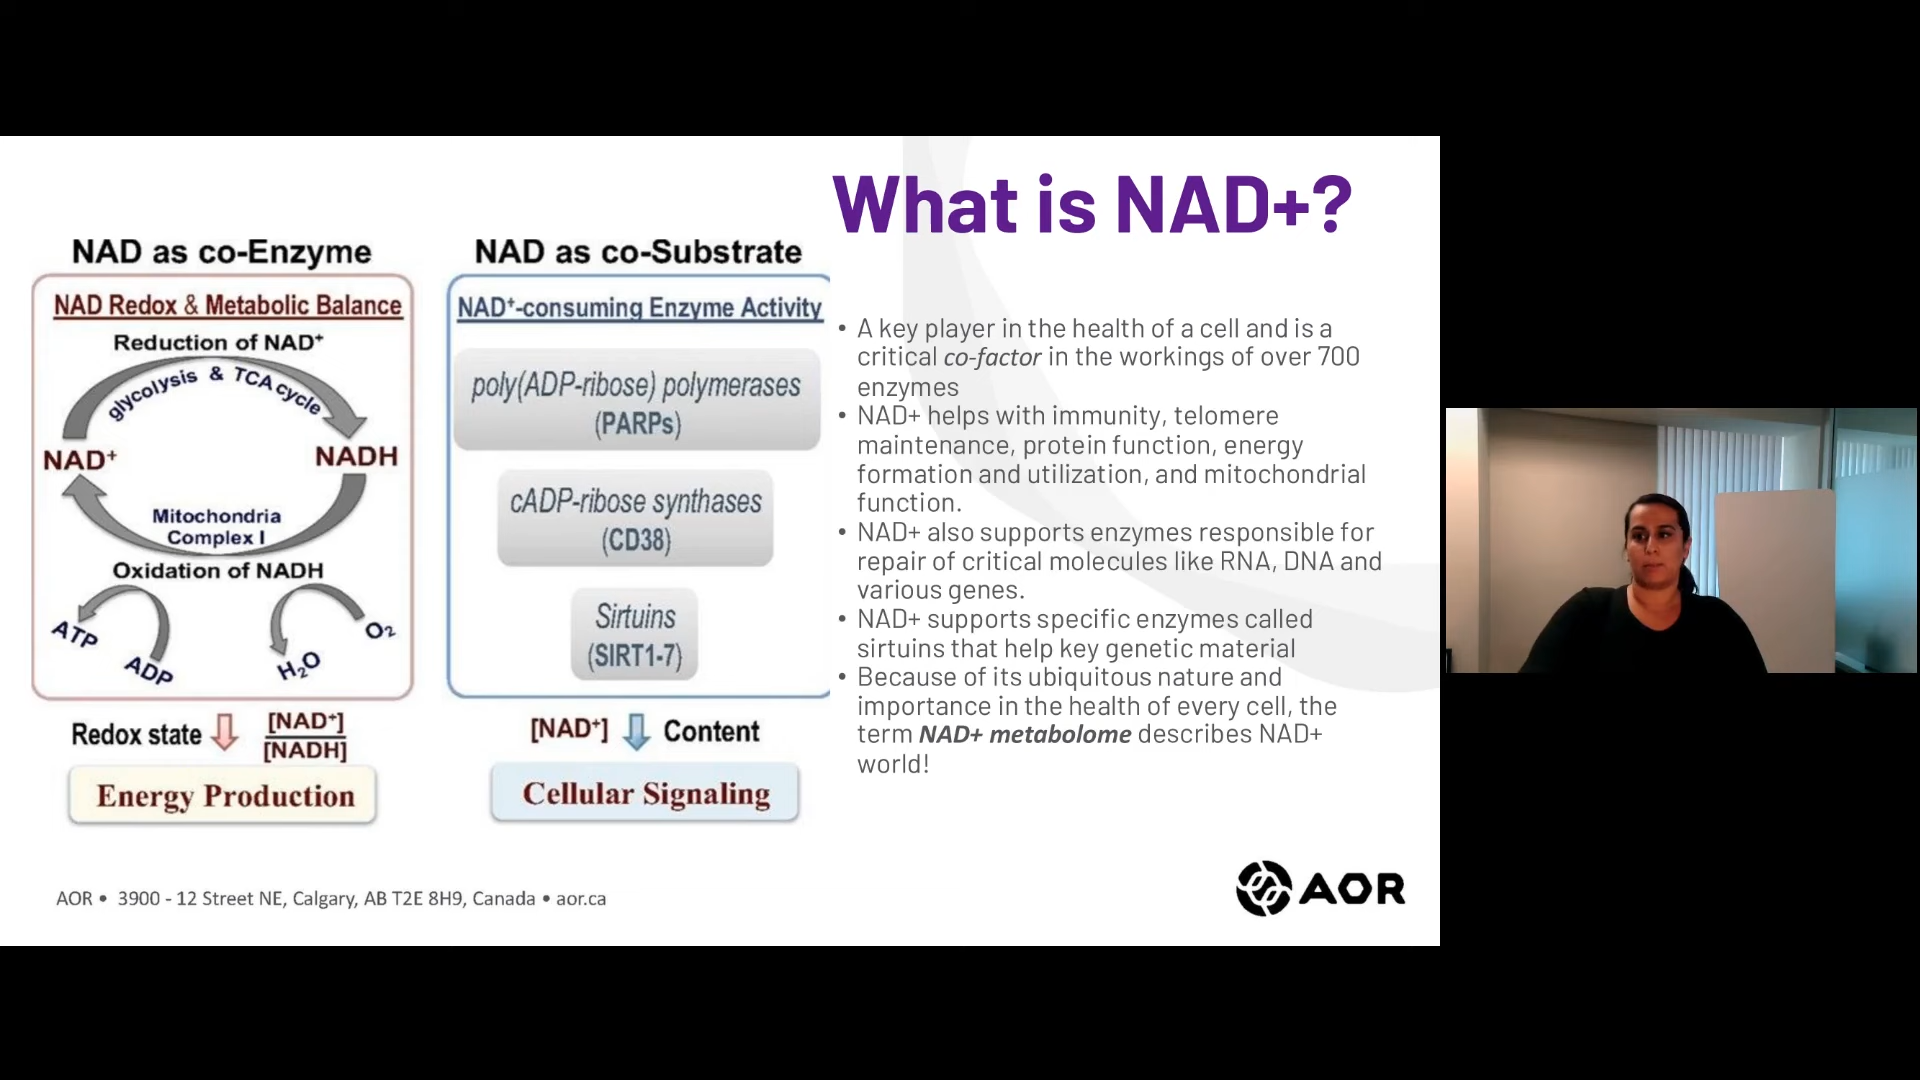 What is NAD+?
NAD as co-Enzyme
NAD Redox & Metabolic Balance
Reduction of NAD⁺
glycolysis & TCA cycle
NAD⁺
NADH
Mitochondria
Complex I
Oxidation of NADH
ATP
ADP
H₂O
O₂
Redox state
[NAD⁺]
[NADH]
Energy Production
NAD as co-Substrate
NAD⁺-consuming Enzyme Activity
poly(ADP-ribose) polymerases
(PARPs)
cADP-ribose synthases
(CD38)
Sirtuins
(SIRT1-7)
[NAD⁺] Content
Cellular Signaling
• A key player in the health of a cell and is a
critical co-factor in the workings of over 700
enzymes
• NAD+ helps with immunity, telomere
maintenance, protein function, energy
formation and utilization, and mitochondrial
function.
• NAD+ also supports enzymes responsible for
repair of critical molecules like RNA, DNA and
various genes.
• NAD+ supports specific enzymes called
sirtuins that help key genetic material
• Because of its ubiquitous nature and
importance in the health of every cell, the
term NAD+ metabolome describes NAD+
world!
AOR • 3900 - 12 Street NE, Calgary, AB T2E 8H9, Canada • aor.ca
AOR